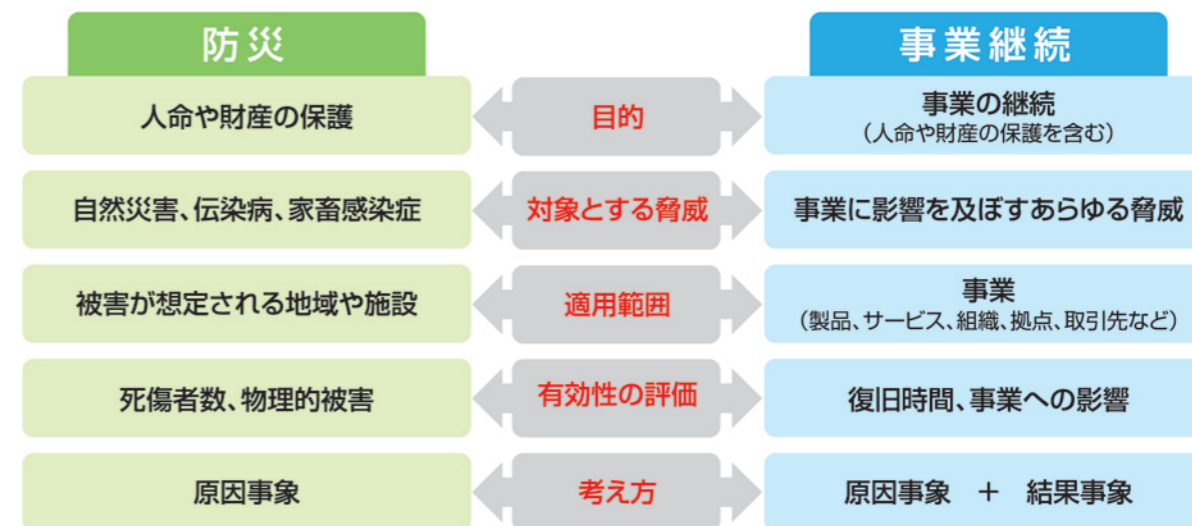 防災
事業継続
人命や財産の保護
目的
事業の継続
（人命や財産の保護を含む）
自然災害、伝染病、家畜感染症
対象とする脅威
事業に影響を及ぼすあらゆる脅威
被害が想定される地域や施設
適用範囲
事業
（製品、サービス、組織、拠点、取引先など）
死傷者数、物理的被害
有効性の評価
復旧時間、事業への影響
原因事象
考え方
原因事象　＋　結果事象